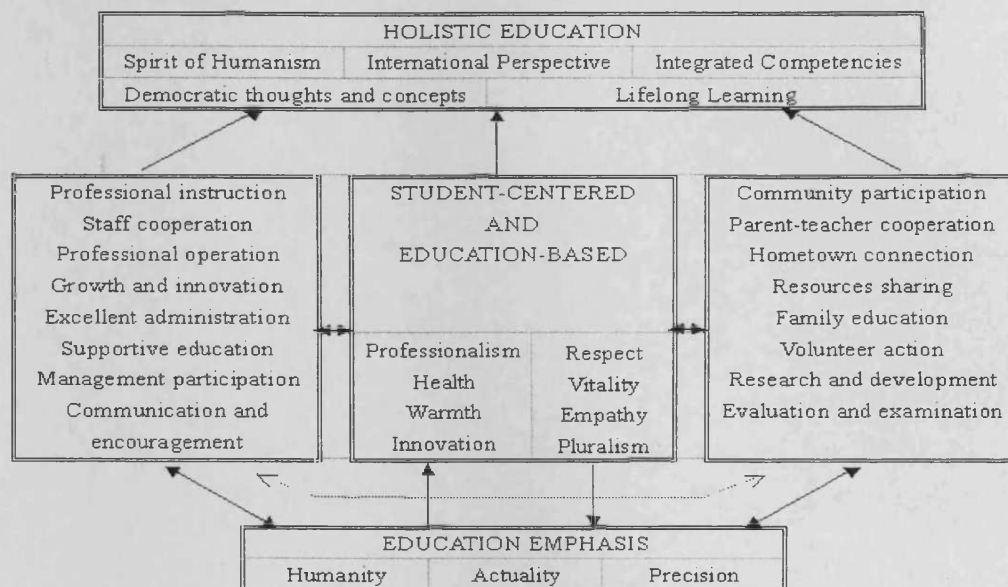 HOLISTIC EDUCATION
Spirit of Humanism International Perspective Integrated Competencies
Democratic thoughts and concepts Lifelong Learning
Professional instruction
Staff cooperation
Professional operation
Growth and innovation
Excellent administration
Supportive education
Management participation
Communication and
encouragement
STUDENT-CENTERED
AND
EDUCATION-BASED
Professionalism
Health
Warmth
Innovation
Respect
Vitality
Empathy
Pluralism
Community participation
Parent-teacher cooperation
Hometown connection
Resources sharing
Family education
Volunteer action
Research and development
Evaluation and examination
EDUCATION EMPHASIS
Humanity Actuality Precision